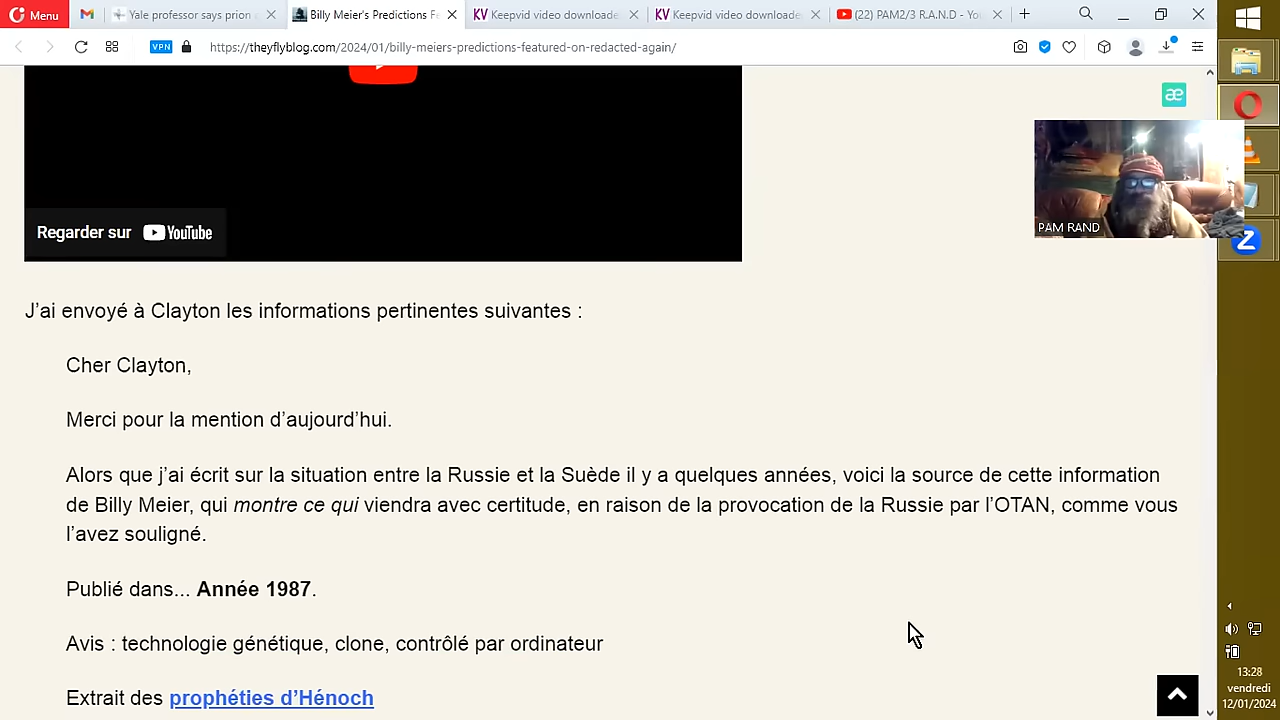 Menu
Yale professor says prion
Billy Meier's Predictions Fe
KV Keepvid video downloade
KV Keepvid video downloade
(22) PAM2/3 R.A.N.D - You
VPN
https://theyflyblog.com/2024/01/billy-meiers-predictions-featured-on-redacted-again/
æ
Regarder sur YouTube
PAM RAND
J’ai envoyé à Clayton les informations pertinentes suivantes :
Cher Clayton,
Merci pour la mention d’aujourd’hui.
Alors que j’ai écrit sur la situation entre la Russie et la Suède il y a quelques années, voici la source de cette information
de Billy Meier, qui montre ce qui viendra avec certitude, en raison de la provocation de la Russie par l’OTAN, comme vous
l’avez souligné.
Publié dans... Année 1987.
Avis : technologie génétique, clone, contrôlé par ordinateur
Extrait des prophéties d’Hénoch
Z
13:28
vendredi
12/01/2024